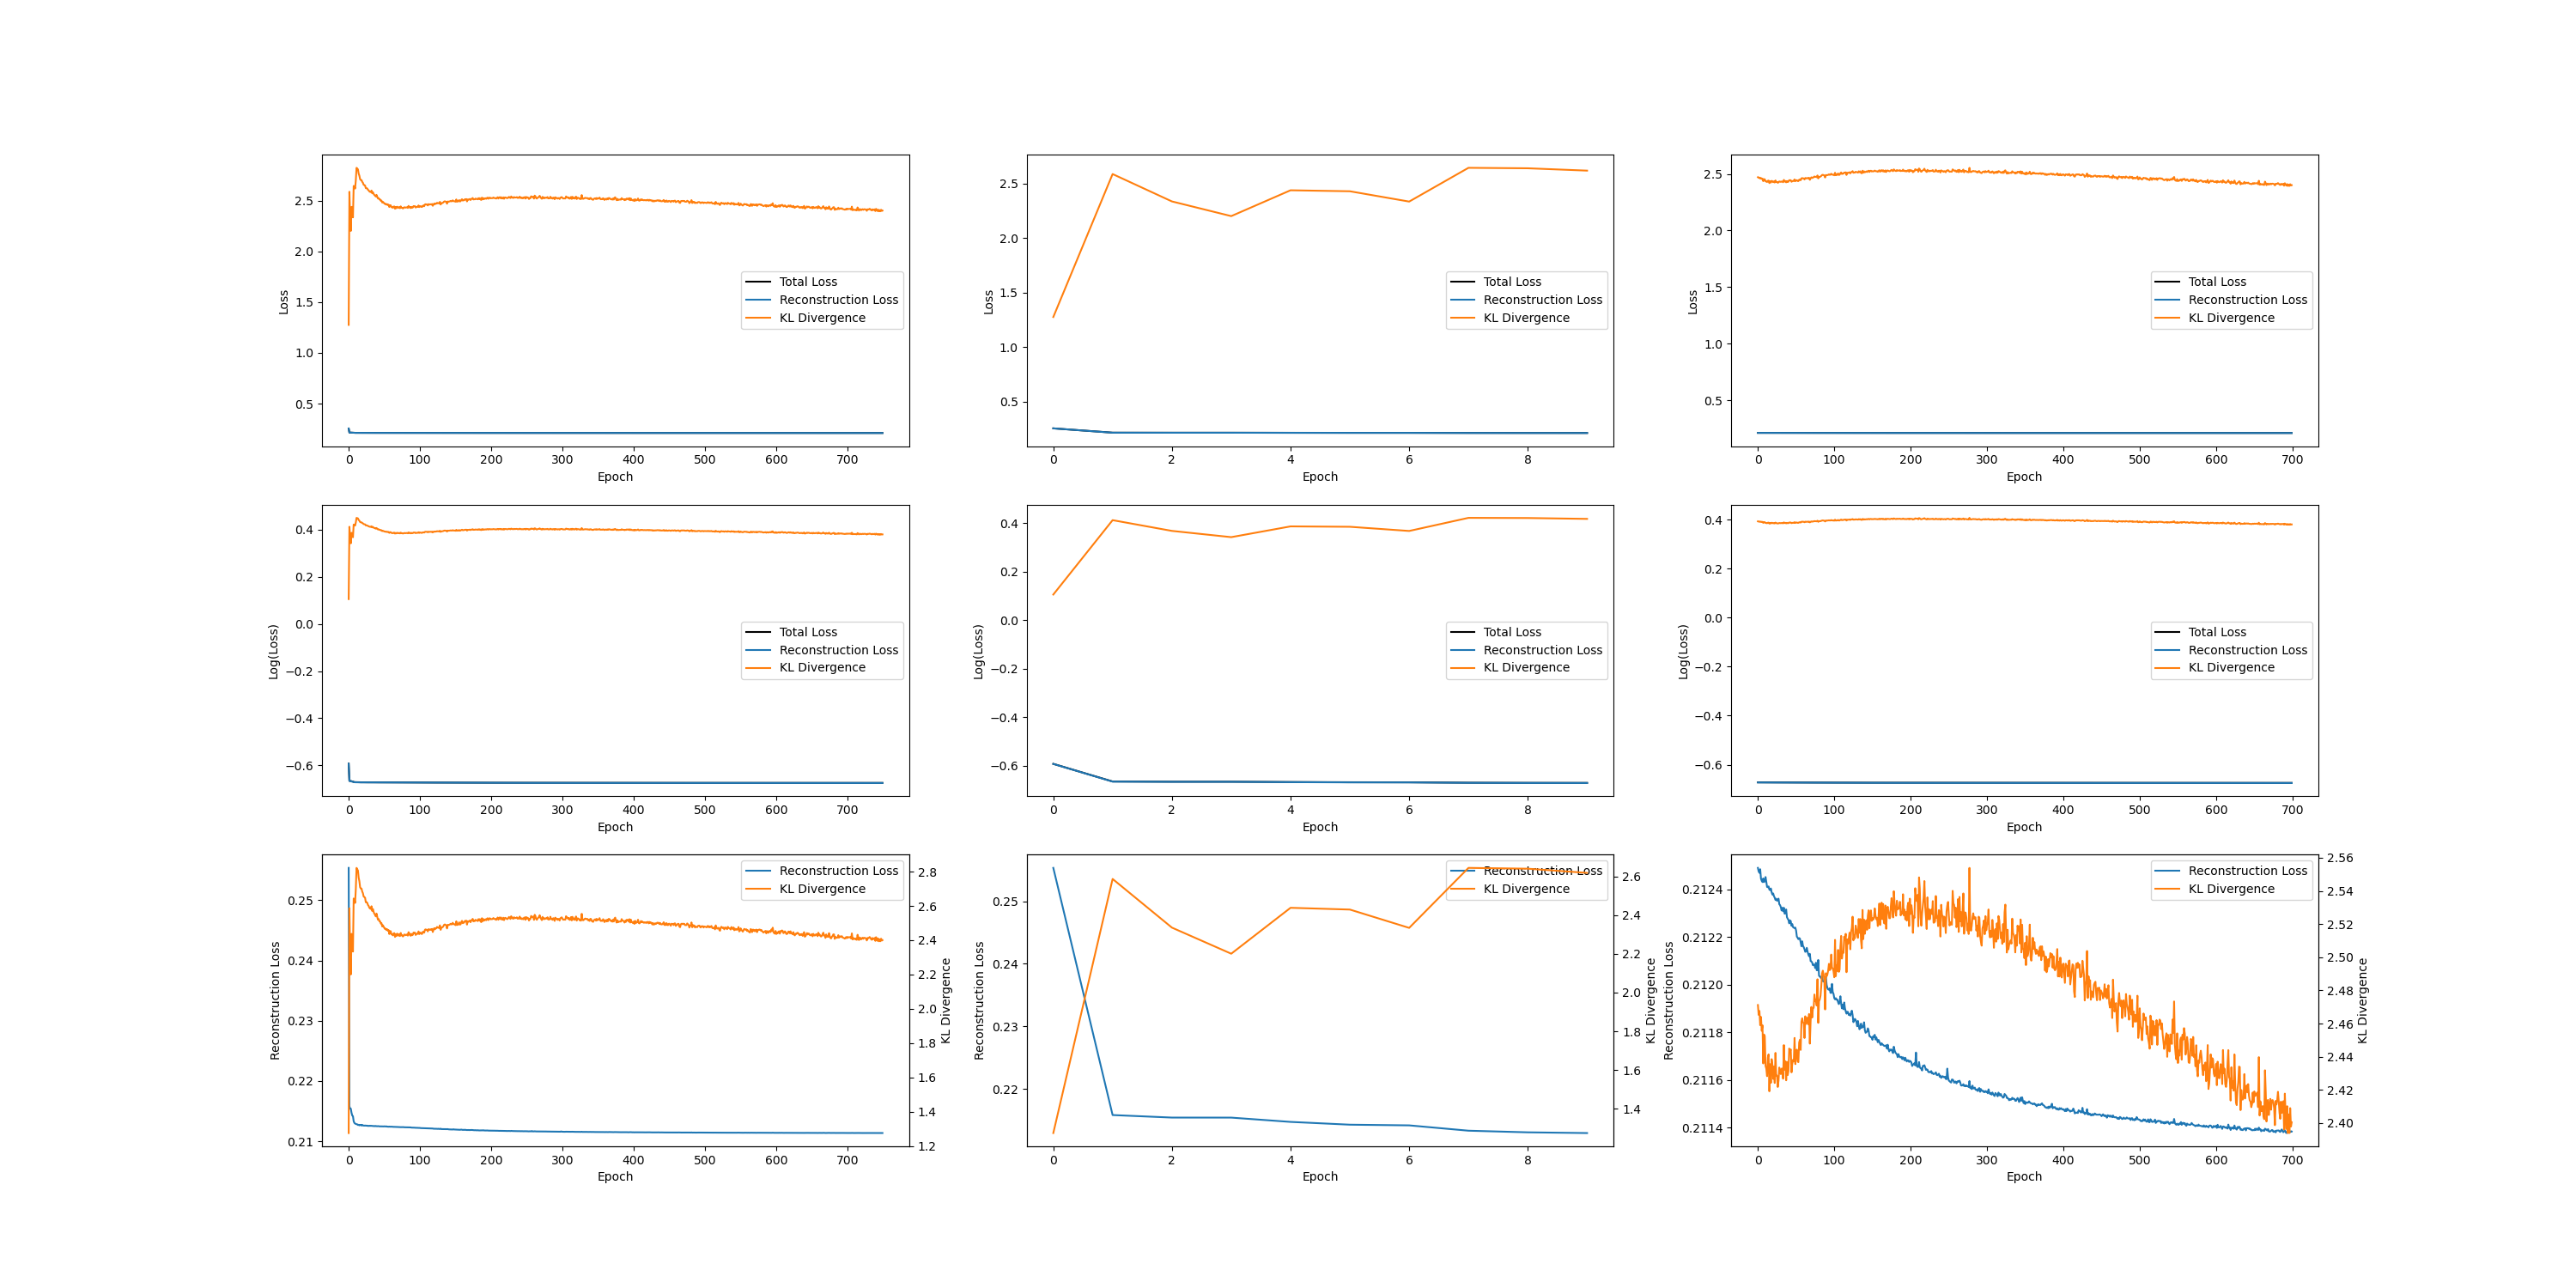 2.5
2.0
1.5
1.0
0.5
Loss
Total Loss
Reconstruction Loss
KL Divergence
0 100 200 300 400 500 600 700
Epoch
2.5
2.0
1.5
1.0
0.5
Loss
Total Loss
Reconstruction Loss
KL Divergence
0 2 4 6 8
Epoch
2.5
2.0
1.5
1.0
0.5
Loss
Total Loss
Reconstruction Loss
KL Divergence
0 100 200 300 400 500 600 700
Epoch
0.4
0.2
0.0
−0.2
−0.4
−0.6
Log(Loss)
Total Loss
Reconstruction Loss
KL Divergence
0 100 200 300 400 500 600 700
Epoch
0.4
0.2
0.0
−0.2
−0.4
−0.6
Log(Loss)
Total Loss
Reconstruction Loss
KL Divergence
0 2 4 6 8
Epoch
0.4
0.2
0.0
−0.2
−0.4
−0.6
Log(Loss)
Total Loss
Reconstruction Loss
KL Divergence
0 100 200 300 400 500 600 700
Epoch
0.25
0.24
0.23
0.22
0.21
Reconstruction Loss
Reconstruction Loss
KL Divergence
2.8
2.6
2.4
2.2
2.0
1.8
1.6
1.4
1.2
KL Divergence
0 100 200 300 400 500 600 700
Epoch
0.25
0.24
0.23
0.22
Reconstruction Loss
Reconstruction Loss
KL Divergence
2.6
2.4
2.2
2.0
1.8
1.6
1.4
KL Divergence
0 2 4 6 8
Epoch
0.2124
0.2122
0.2120
0.2118
0.2116
0.2114
Reconstruction Loss
Reconstruction Loss
KL Divergence
2.56
2.54
2.52
2.50
2.48
2.46
2.44
2.42
2.40
KL Divergence
0 100 200 300 400 500 600 700
Epoch